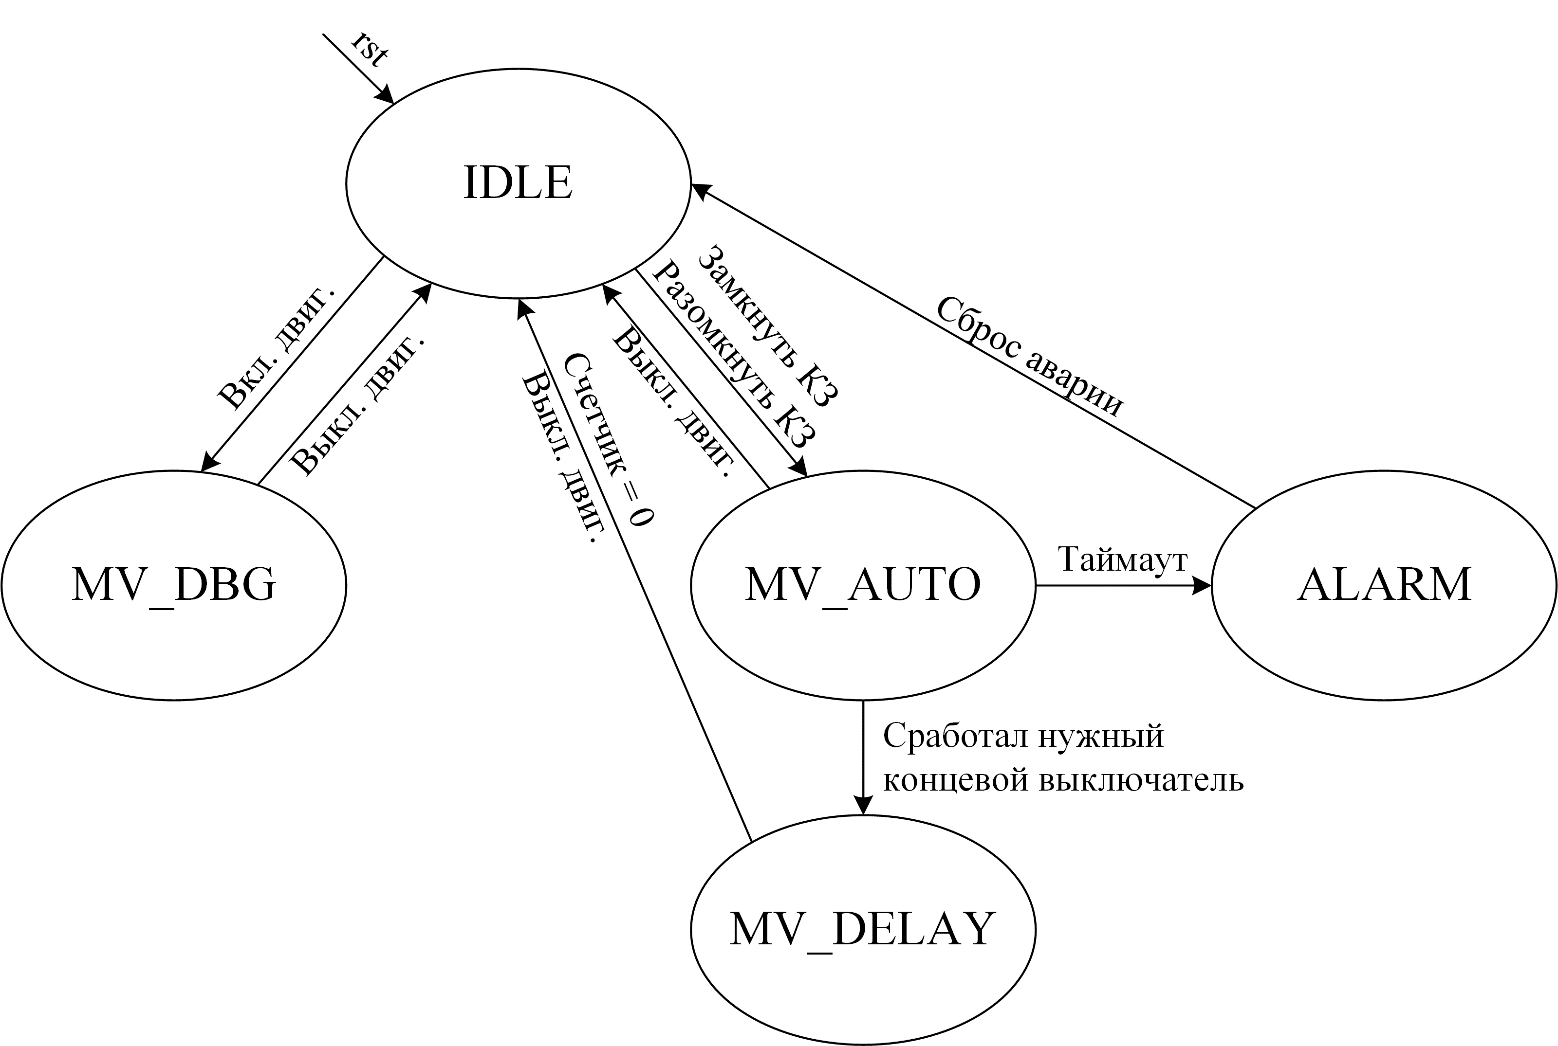 rst
IDLE
Вкл. двиг.
Выкл. двиг.
Замкнуть КЗ
Разомкнуть КЗ
Выкл. двиг.
Сброс аварии
Счетчик = 0
Выкл. двиг.
MV_DBG
MV_AUTO
Таймаут
ALARM
Сработал нужный
концевой выключатель
MV_DELAY